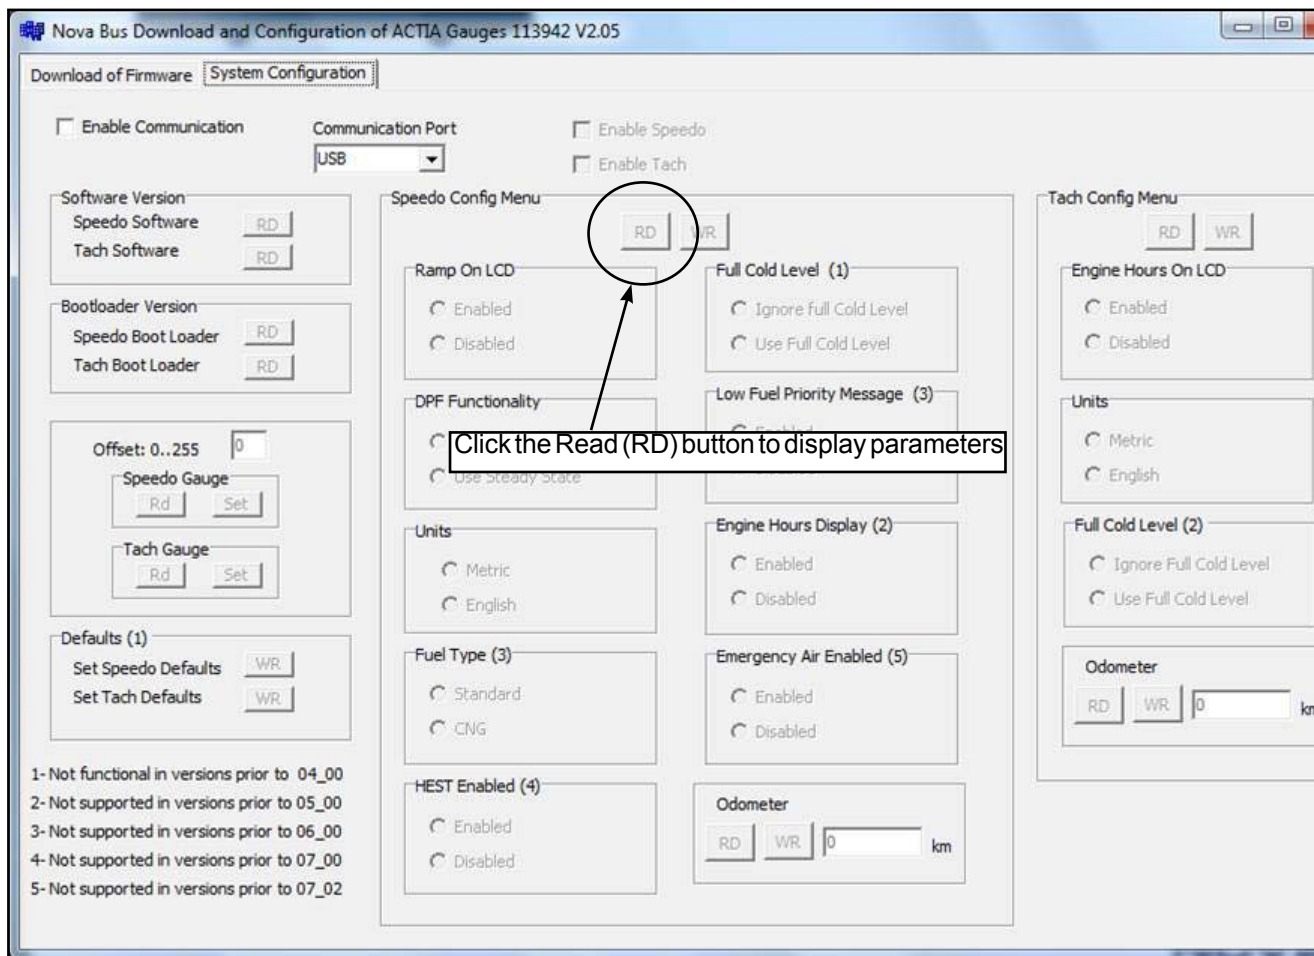 Nova Bus Download and Configuration of ACTIA Gauges 113942 V2.05
Download of Firmware
System Configuration
Enable Communication
Communication Port
USB
Enable Speedo
Enable Tach
Software Version
Speedo Software RD
Tach Software RD
Bootloader Version
Speedo Boot Loader RD
Tach Boot Loader RD
Offset: 0..255 0
Speedo Gauge
Rd Set
Tach Gauge
Rd Set
Defaults (1)
Set Speedo Defaults WR
Set Tach Defaults WR
1- Not functional in versions prior to 04_00
2- Not supported in versions prior to 05_00
3- Not supported in versions prior to 06_00
4- Not supported in versions prior to 07_00
5- Not supported in versions prior to 07_02
Speedo Config Menu
RD WR
Ramp On LCD
Enabled
Disabled
DPF Functionality
Click the Read (RD) button to display parameters
Use Steady State
Units
Metric
English
Fuel Type (3)
Standard
CNG
HEST Enabled (4)
Enabled
Disabled
Full Cold Level (1)
Ignore full Cold Level
Use Full Cold Level
Low Fuel Priority Message (3)
Engine Hours Display (2)
Enabled
Disabled
Emergency Air Enabled (5)
Enabled
Disabled
Odometer
RD WR 0 km
Tach Config Menu
RD WR
Engine Hours On LCD
Enabled
Disabled
Units
Metric
English
Full Cold Level (2)
Ignore Full Cold Level
Use Full Cold Level
Odometer
RD WR 0